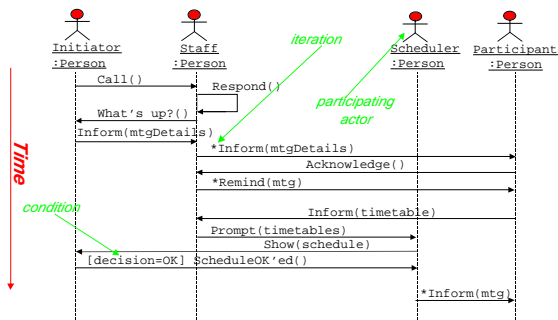 Initiator
:Person
Staff
:Person
iteration
Scheduler
:Person
Participant
:Person
Call()
Respond()
participating
actor
What's up?()
Inform(mtgDetails)
*Inform(mtgDetails)
Acknowledge()
Time
*Remind(mtg)
condition
Inform(timetable)
Prompt(timetables)
Show(schedule)
[decision=OK] ScheduleOK'ed()
*Inform(mtg)